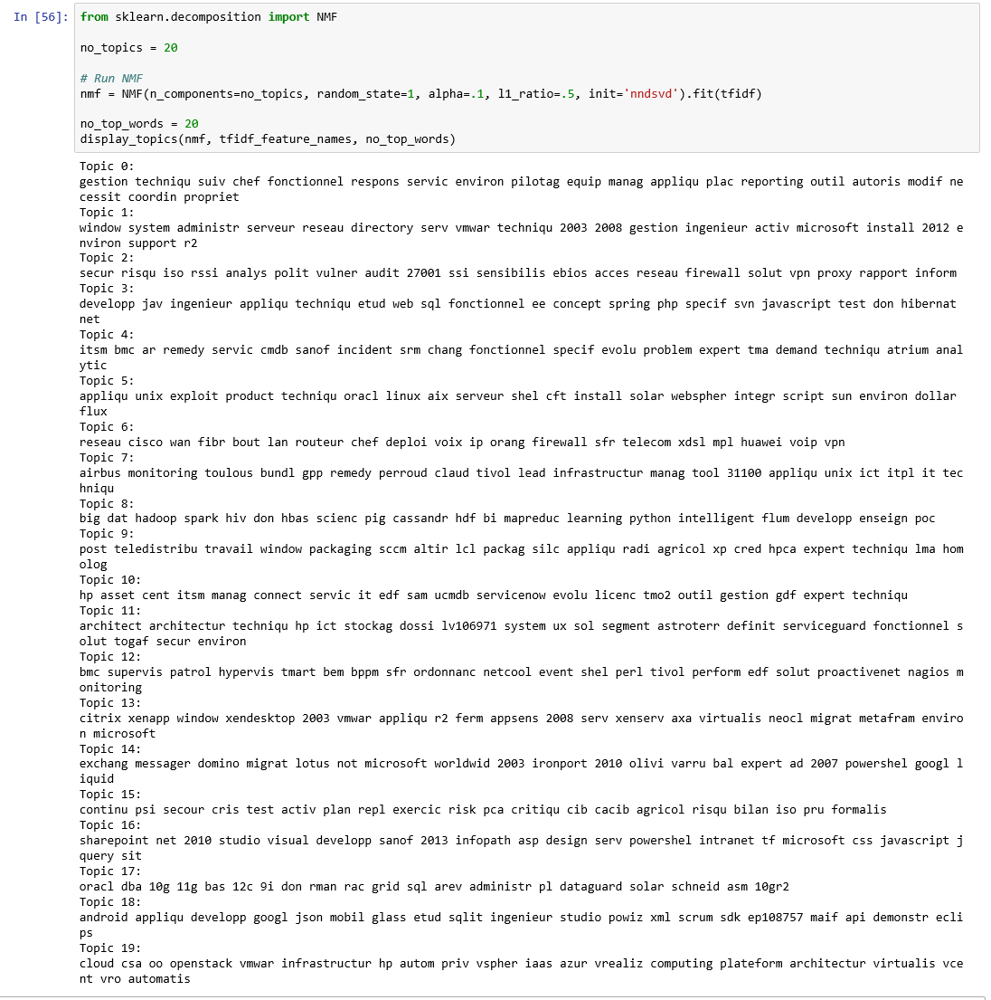 In [56]: from sklearn.decomposition import NMF
no_topics = 20
# Run NMF
nmf = NMF(n_components=no_topics, random_state=1, alpha=.1, l1_ratio=.5, init='nndsvd').fit(tfidf)
no_top_words = 20
display_topics(nmf, tfidf_feature_names, no_top_words)
Topic 0:
gestion techniqu suiv chef fonctionnel respons servic environ pilotag equip manag appliqu plac reporting outil autoris modif ne
cessit coordin propriet
Topic 1:
window system administr serveur reseau directory serv vmwar techniqu 2003 2008 gestion ingenieur activ microsoft install 2012 e
nviron support r2
Topic 2:
secur risqu iso rssi analys polit vulner audit 27001 ssi sensibilis ebios acces reseau firewall solut vpn proxy rapport inform
Topic 3:
developp jav ingenieur appliqu techniqu etud web sql fonctionnel ee concept spring php specif svn javascript test don hibernat
net
Topic 4:
itsm bmc ar remedy servic cmdb sanof incident srm chang fonctionnel specif evolu problem expert tma demand techniqu atrium anal
ytic
Topic 5:
appliqu unix exploit product techniqu oracl linux aix serveur shel cft install solar webspher integr script sun environ dollar
flux
Topic 6:
reseau cisco wan fibr bout lan routeur chef deploi voix ip orang firewall sfr telecom xdsl mpl huawei voip vpn
Topic 7:
airbus monitoring toulous bundl gpp remedy perroud claud tivol lead infrastructur manag tool 31100 appliqu unix ict itpl it tec
hniqu
Topic 8:
big dat hadoop spark hiv don hbas scienc pig cassandr hdf bi mapreduc learning python intelligent flum developp enseign poc
Topic 9:
post teledistribu travail window packaging sccm altir lcl packag silc appliqu radi agricol xp cred hpca expert techniqu lma hom
olog
Topic 10:
hp asset cent itsm manag connect servic it edf sam ucmdb servicenow evolu licenc tmo2 outil gestion gdf expert techniqu
Topic 11:
architect architectur techniqu hp ict stockag dossi lv106971 system ux sol segment astroterr definit serviceguard fonctionnel s
olut togaf secur environ
Topic 12:
bmc supervis patrol hypervis tmart bem bppm sfr ordonnanc netcool event shel perl tivol perform edf solut proactivenet nagios m
onitoring
Topic 13:
citrix xenapp window xendesktop 2003 vmwar appliqu r2 ferm appsens 2008 serv xenserv axa virtualis neocl migrat metafram enviro
n microsoft
Topic 14:
exchang messager domino migrat lotus not microsoft worldwid 2003 ironport 2010 olivi varru bal expert ad 2007 powershel googl l
iquid
Topic 15:
continu psi secour cris test activ plan repl exercic risk pca critiqu cib cacib agricol risqu bilan iso pru formalis
Topic 16:
sharepoint net 2010 studio visual developp sanof 2013 infopath asp design serv powershel intranet tf microsoft css javascript j
query sit
Topic 17:
oracl dba 10g 11g bas 12c 9i don rman rac grid sql arev administr pl dataguard solar schneid asm 10gr2
Topic 18:
android appliqu developp googl json mobil glass etud sqlit ingenieur studio powiz xml scrum sdk ep108757 maif api demonstr ecli
ps
Topic 19:
cloud csa oo openstack vmwar infrastructur hp autom priv vspher iaas azur vrealiz computing plateform architectur virtualis vce
nt vro automatis